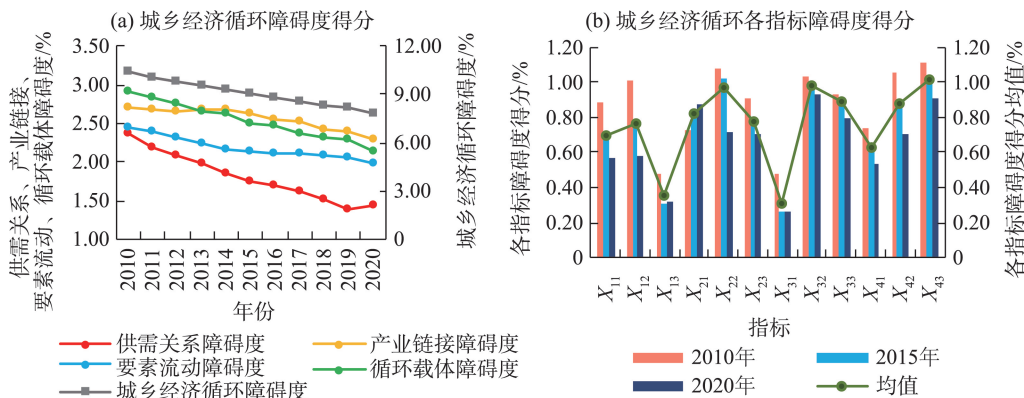 (a) 城乡经济循环障碍度得分
供需关系、产业链接、
要素流动、循环载体障碍度/%
3.50
3.00
2.50
2.00
1.50
1.00
12.00
9.00
6.00
3.00
0
城乡经济循环障碍度/%
2010
2011
2012
2013
2014
2015
2016
2017
2018
2019
2020
年份
供需关系障碍度
产业链接障碍度
要素流动障碍度
循环载体障碍度
城乡经济循环障碍度
(b) 城乡经济循环各指标障碍度得分
各指标障碍度得分/%
1.20
1.00
0.80
0.60
0.40
0.20
0
1.20
1.00
0.80
0.60
0.40
0.20
0
各指标障碍度得分均值/%
X₁₁
X₁₂
X₁₃
X₂₁
X₂₂
X₂₃
X₃₁
X₃₂
X₃₃
X₄₁
X₄₂
X₄₃
指标
2010年
2015年
2020年
均值